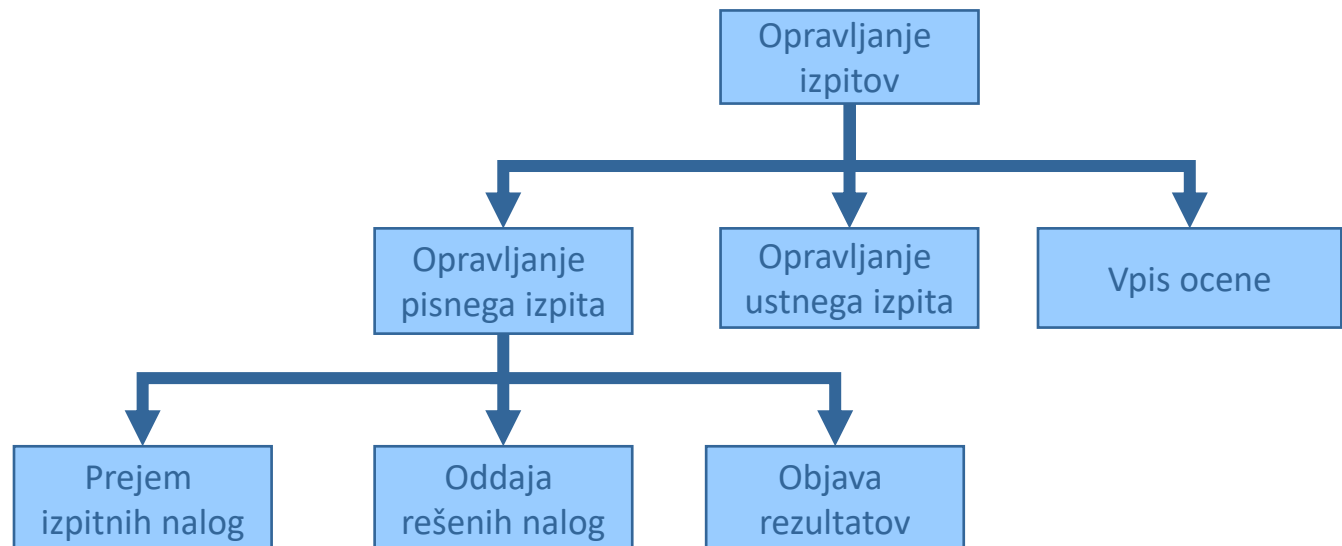 Opravljanje
izpitov
Opravljanje
pisnega izpita
Opravljanje
ustnega izpita
Vpis ocene
Prejem
izpitnih nalog
Oddaja
rešenih nalog
Objava
rezultatov